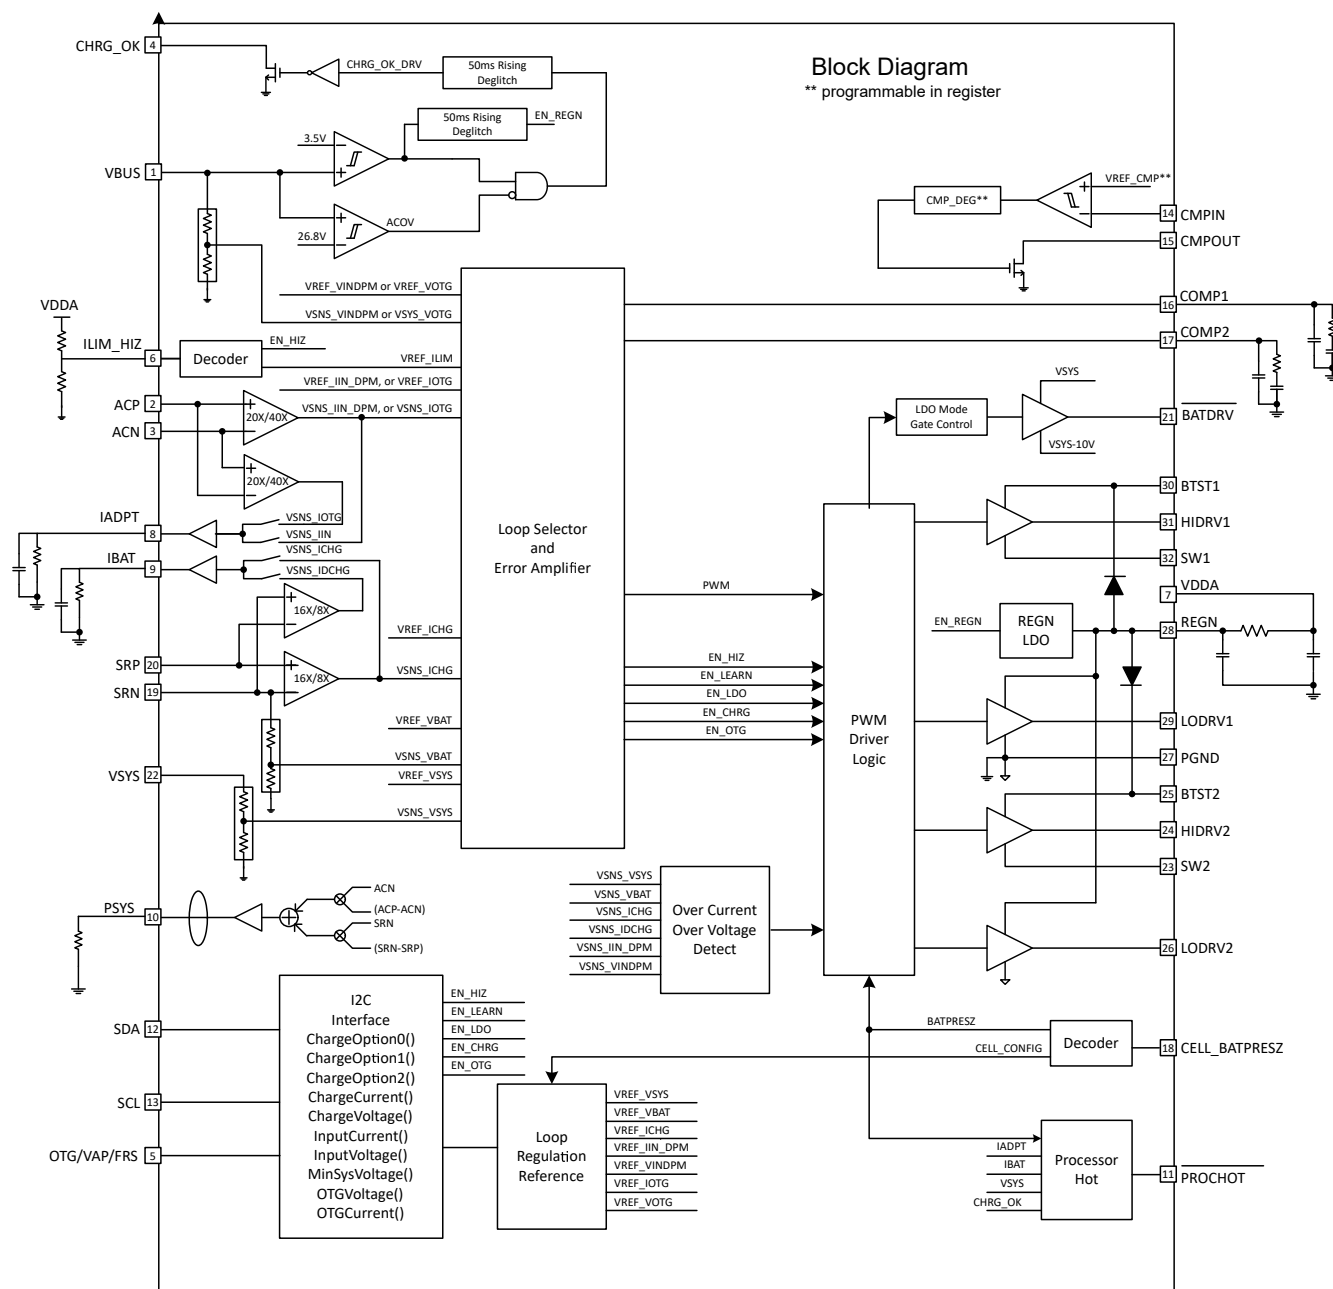 Block Diagram
** programmable in register
CHRG_OK
4
CHRG_OK_DRV
50ms Rising
Deglitch
50ms Rising
Deglitch
EN_REGN
3.5V
VBUS
1
ACOV
26.8V
VREF_CMP**
CMP_DEG**
14
CMPIN
15
CMPOUT
VREF_VINDPM or VREF_VOTG
VSNS_VINDPM or VSYS_VOTG
16
COMP1
17
COMP2
VDDA
ILIM_HIZ
6
Decoder
EN_HIZ
VREF_ILIM
VREF_IIN_DPM, or VREF_IOTG
ACP
2
20X/40X
VSNS_IIN_DPM, or VSNS_IOTG
ACN
3
20X/40X
VSYS
LDO Mode
Gate Control
VSYS-10V
21
BATDRV
IADPT
8
VSNS_IOTG
VSNS_IIN
IBAT
9
VSNS_ICHG
VSNS_IDCHG
16X/8X
Loop Selector
and
Error Amplifier
30
BTST1
31
HIDRV1
32
SW1
PWM
7
VDDA
EN_REGN
REGN
LDO
28
REGN
VREF_ICHG
SRP
20
16X/8X
VSNS_ICHG
SRN
19
EN_HIZ
EN_LEARN
EN_LDO
EN_CHRG
EN_OTG
PWM
Driver
Logic
VREF_VBAT
29
LODRV1
VSNS_VBAT
VREF_VSYS
27
PGND
VSYS
22
25
BTST2
VSNS_VSYS
24
HIDRV2
23
SW2
PSYS
10
ACN
(ACP-ACN)
SRN
(SRN-SRP)
VSNS_VSYS
VSNS_VBAT
VSNS_ICHG
VSNS_IDCHG
VSNS_IIN_DPM
VSNS_VINDPM
Over Current
Over Voltage
Detect
26
LODRV2
SDA
12
SCL
13
OTG/VAP/FRS
5
I2C
Interface
ChargeOption0()
ChargeOption1()
ChargeOption2()
ChargeCurrent()
ChargeVoltage()
InputCurrent()
InputVoltage()
MinSysVoltage()
OTGVoltage()
OTGCurrent()
EN_HIZ
EN_LEARN
EN_LDO
EN_CHRG
EN_OTG
Loop
Regulation
Reference
VREF_VSYS
VREF_VBAT
VREF_ICHG
VREF_IIN_DPM
VREF_VINDPM
VREF_IOTG
VREF_VOTG
BATPRESZ
CELL_CONFIG
Decoder
18
CELL_BATPRESZ
IADPT
IBAT
VSYS
CHRG_OK
Processor
Hot
11
PROCHOT